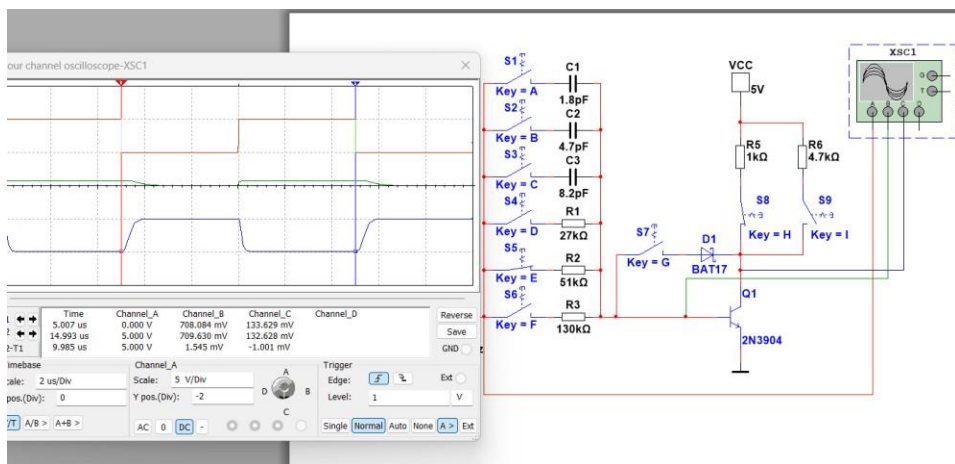 our channel oscilloscope-XSC1
Time Channel_A Channel_B Channel_C Channel_D
5.007 us 0.000 V 708.084 mV 133.629 mV
14.993 us 5.000 V 709.630 mV 132.628 mV
2-T1 9.985 us 5.000 V 1.545 mV -1.001 mV
Reverse
Save
GND
Timebase
cale: 2 us/Div
pos.(Div): 0
/T A/B > A+B >
Channel_A
Scale: 5 V/Div
Y pos.(Div): -2
AC 0 DC -
A
D B
C
Trigger
Edge: Ext
Level: 1 V
Single Normal Auto None A > Ext
S1
Key = A
C1
1.8pF
S2
Key = B
C2
4.7pF
S3
Key = C
C3
8.2pF
S4
Key = D
R1
27kΩ
S5
Key = E
R2
51kΩ
S6
Key = F
R3
130kΩ
S7
Key = G
D1
BAT17
VCC
5V
R5
1kΩ
R6
4.7kΩ
S8
Key = H
S9
Key = I
Q1
2N3904
XSC1
G
T
A B C D